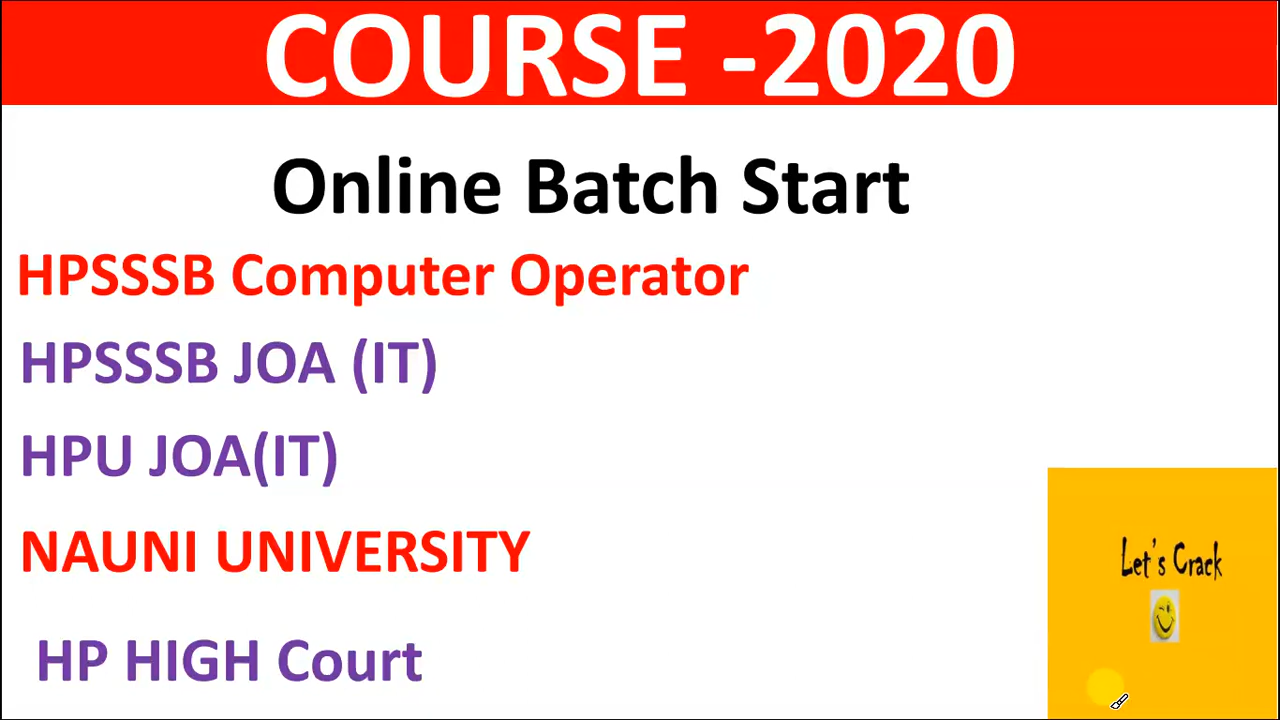 COURSE -2020
Online Batch Start
HPSSSB Computer Operator
HPSSSB JOA (IT)
HPU JOA(IT)
NAUNI UNIVERSITY
HP HIGH Court
Let's Crack